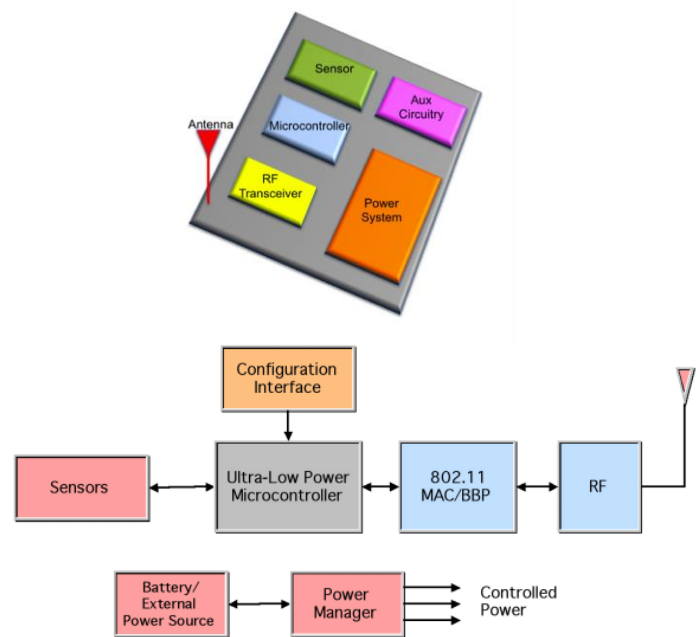 Sensor
Aux
Circuitry
Antenna
Microcontroller
RF
Transceiver
Power
System
Configuration
Interface
Sensors
Ultra-Low Power
Microcontroller
802.11
MAC/BBP
RF
Battery/
External
Power Source
Power
Manager
Controlled
Power